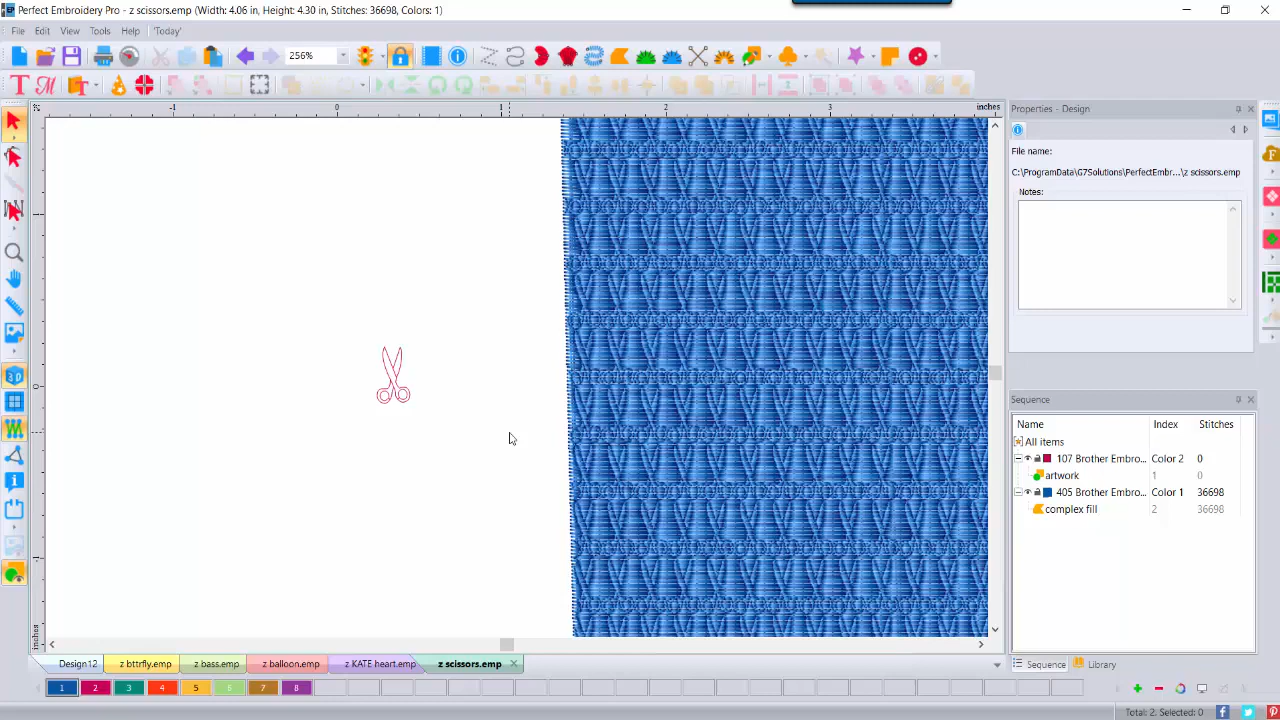 Perfect Embroidery Pro - z scissors.emp (Width: 4.06 in, Height: 4.30 in, Stitches: 36698, Colors: 1)
File Edit View Tools Help 'Today'
256%
-1 0 1 2 3 inches
Properties - Design
File name:
C:\ProgramData\G7Solutions\PerfectEmbr...\z scissors.emp
Notes:
0
inches
Sequence
Name Index Stitches
All items
107 Brother Embro... Color 2 0
artwork 1 0
405 Brother Embro... Color 1 36698
complex fill 2 36698
Design12 z bttrfly.emp z bass.emp z balloon.emp z KATE heart.emp z scissors.emp
Sequence Library
1 2 3 4 5 6 7 8
Total: 2, Selected: 0